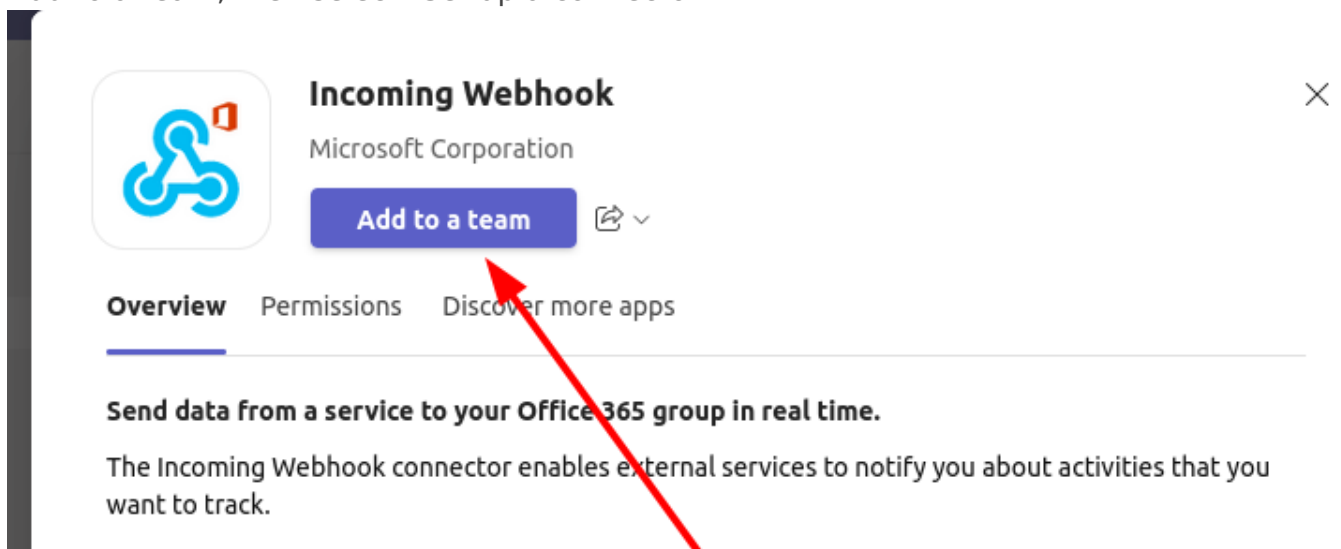 Incoming Webhook
Microsoft Corporation
Add to a team
Overview Permissions Discover more apps
Send data from a service to your Office 365 group in real time.
The Incoming Webhook connector enables external services to notify you about activities that you
want to track.